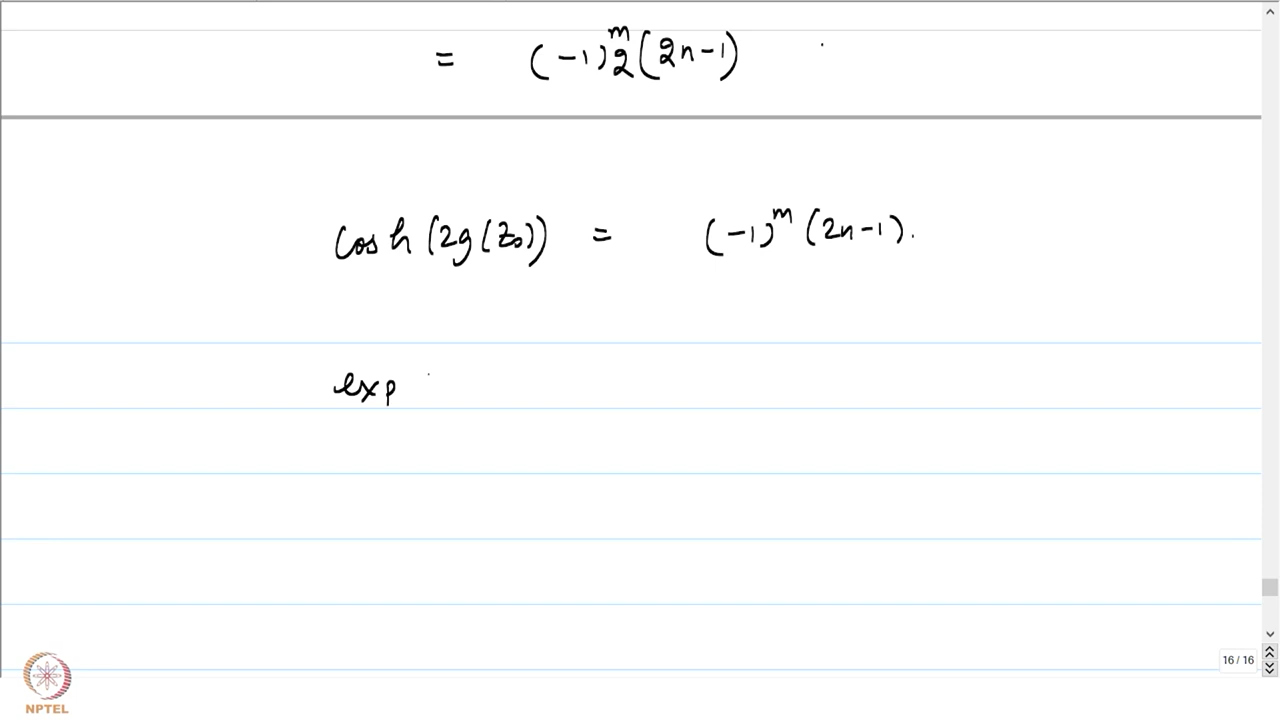 = (-1)^m 2 (2n-1)
cosh (2g(z₀)) = (-1)^m (2n-1).
exp
16 / 16
NPTEL